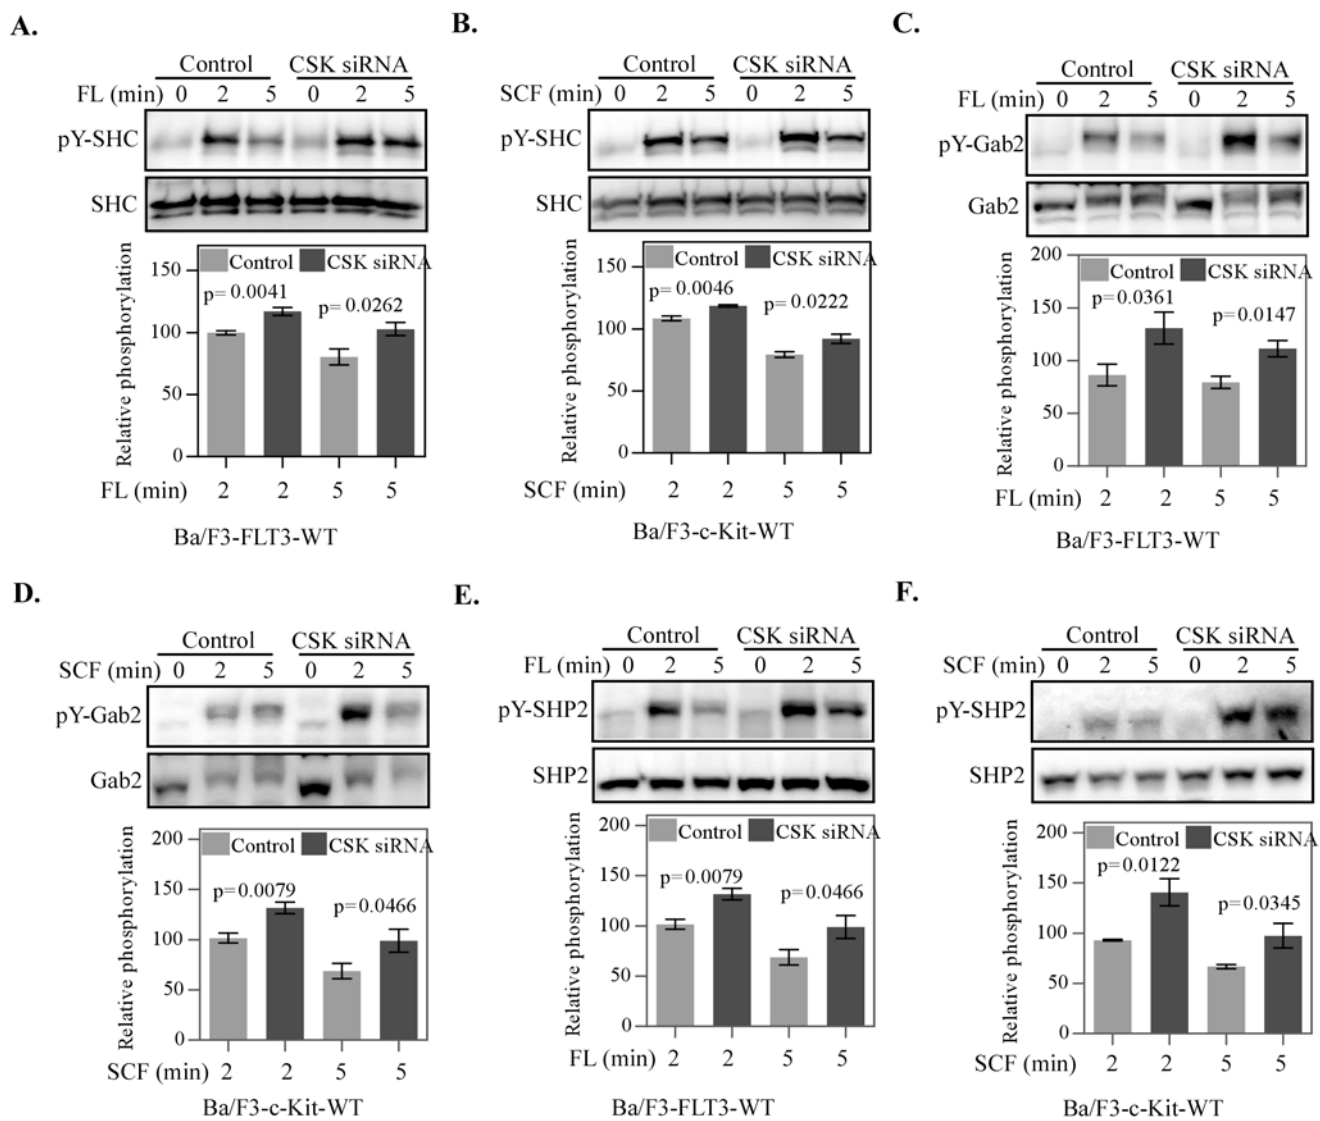 A.
Control CSK siRNA
FL (min) 0 2 5 0 2 5
pY-SHC
SHC
Relative phosphorylation
150
100
50
0
Control CSK siRNA
p= 0.0041
p= 0.0262
FL (min) 2 2 5 5
Ba/F3-FLT3-WT
B.
Control CSK siRNA
SCF (min) 0 2 5 0 2 5
pY-SHC
SHC
Relative phosphorylation
150
100
50
0
Control CSK siRNA
p= 0.0046
p= 0.0222
SCF (min) 2 2 5 5
Ba/F3-c-Kit-WT
C.
Control CSK siRNA
FL (min) 0 2 5 0 2 5
pY-Gab2
Gab2
Relative phosphorylation
200
150
100
50
0
Control CSK siRNA
p=0.0361
p=0.0147
FL (min) 2 2 5 5
Ba/F3-FLT3-WT
D.
Control CSK siRNA
SCF (min) 0 2 5 0 2 5
pY-Gab2
Gab2
Relative phosphorylation
200
150
100
50
0
Control CSK siRNA
p=0.0079
p=0.0466
SCF (min) 2 2 5 5
Ba/F3-c-Kit-WT
E.
Control CSK siRNA
FL (min) 0 2 5 0 2 5
pY-SHP2
SHP2
Relative phosphorylation
200
150
100
50
0
Control CSK siRNA
p=0.0079
p=0.0466
FL (min) 2 2 5 5
Ba/F3-FLT3-WT
F.
Control CSK siRNA
SCF (min) 0 2 5 0 2 5
pY-SHP2
SHP2
Relative phosphorylation
200
150
100
50
0
Control CSK siRNA
p=0.0122
p=0.0345
SCF (min) 2 2 5 5
Ba/F3-c-Kit-WT